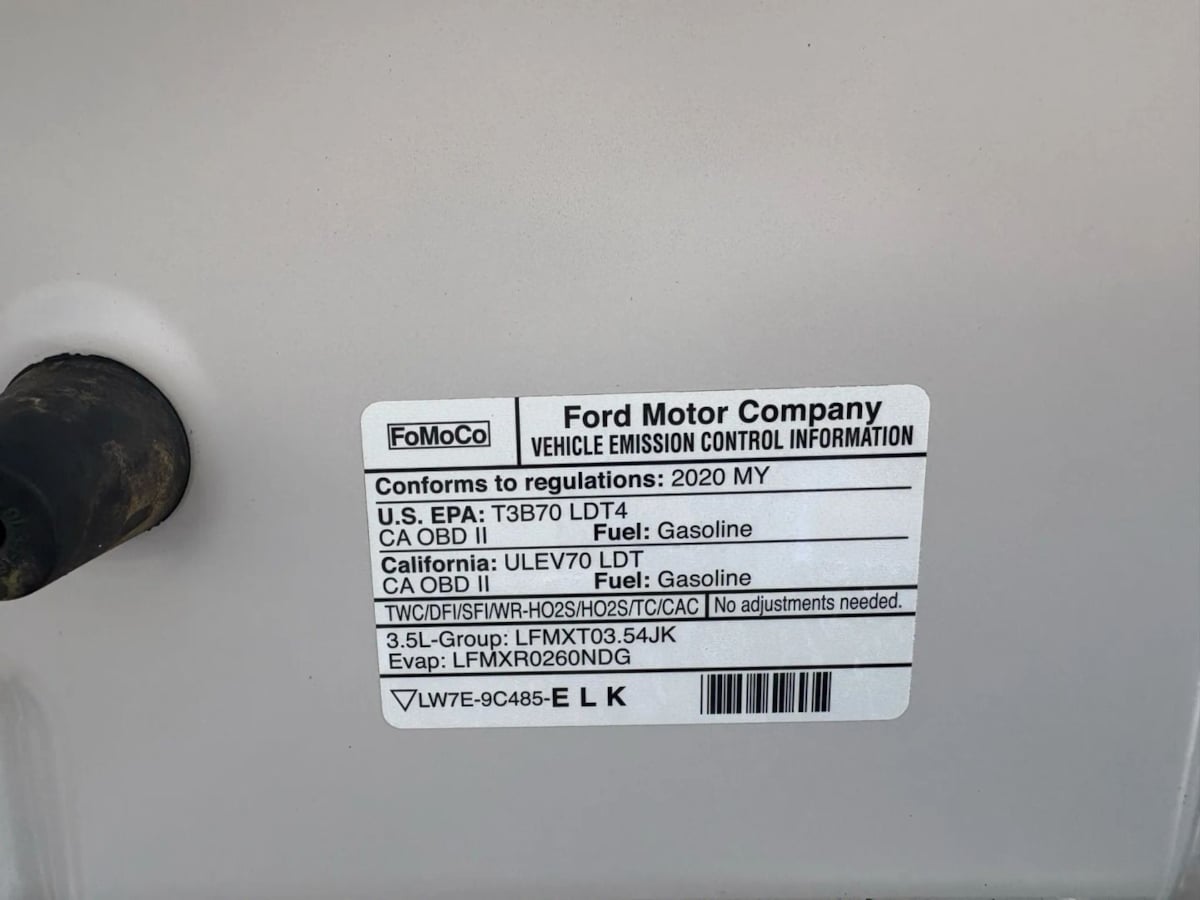 FoMoCo
Ford Motor Company
VEHICLE EMISSION CONTROL INFORMATION
Conforms to regulations: 2020 MY
U.S. EPA: T3B70 LDT4
CA OBD II Fuel: Gasoline
California: ULEV70 LDT
CA OBD II Fuel: Gasoline
TWC/DFI/SFI/WR-HO2S/HO2S/TC/CAC No adjustments needed.
3.5L-Group: LFMXT03.54JK
Evap: LFMXR0260NDG
▽LW7E-9C485-E L K